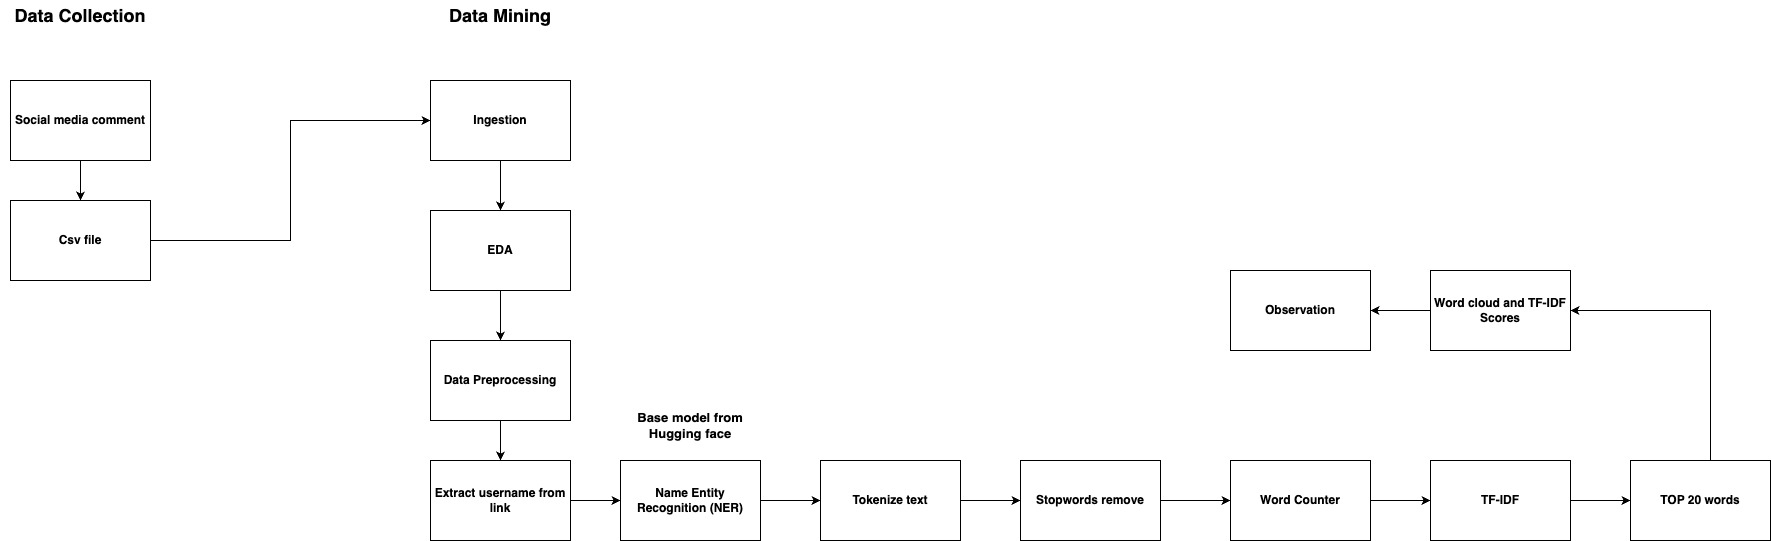 Data Collection
Data Mining
Social media comment
Ingestion
Csv file
EDA
Observation
Word cloud and TF-IDF
Scores
Data Preprocessing
Base model from
Hugging face
Extract username from
link
Name Entity
Recognition (NER)
Tokenize text
Stopwords remove
Word Counter
TF-IDF
TOP 20 words